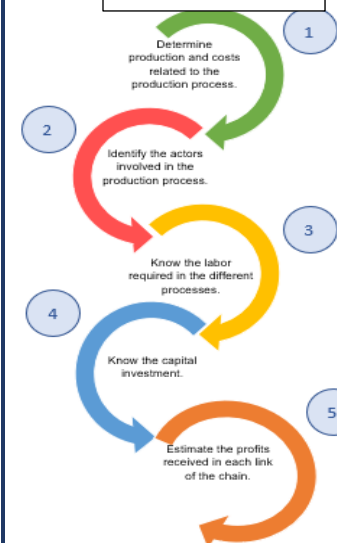 1
Determine
production and costs
related to the
production process.
2
Identify the actors
involved in the
production process.
3
Know the labor
required in the different
processes.
4
Know the capital
investment.
5
Estimate the profits
received in each link
of the chain.